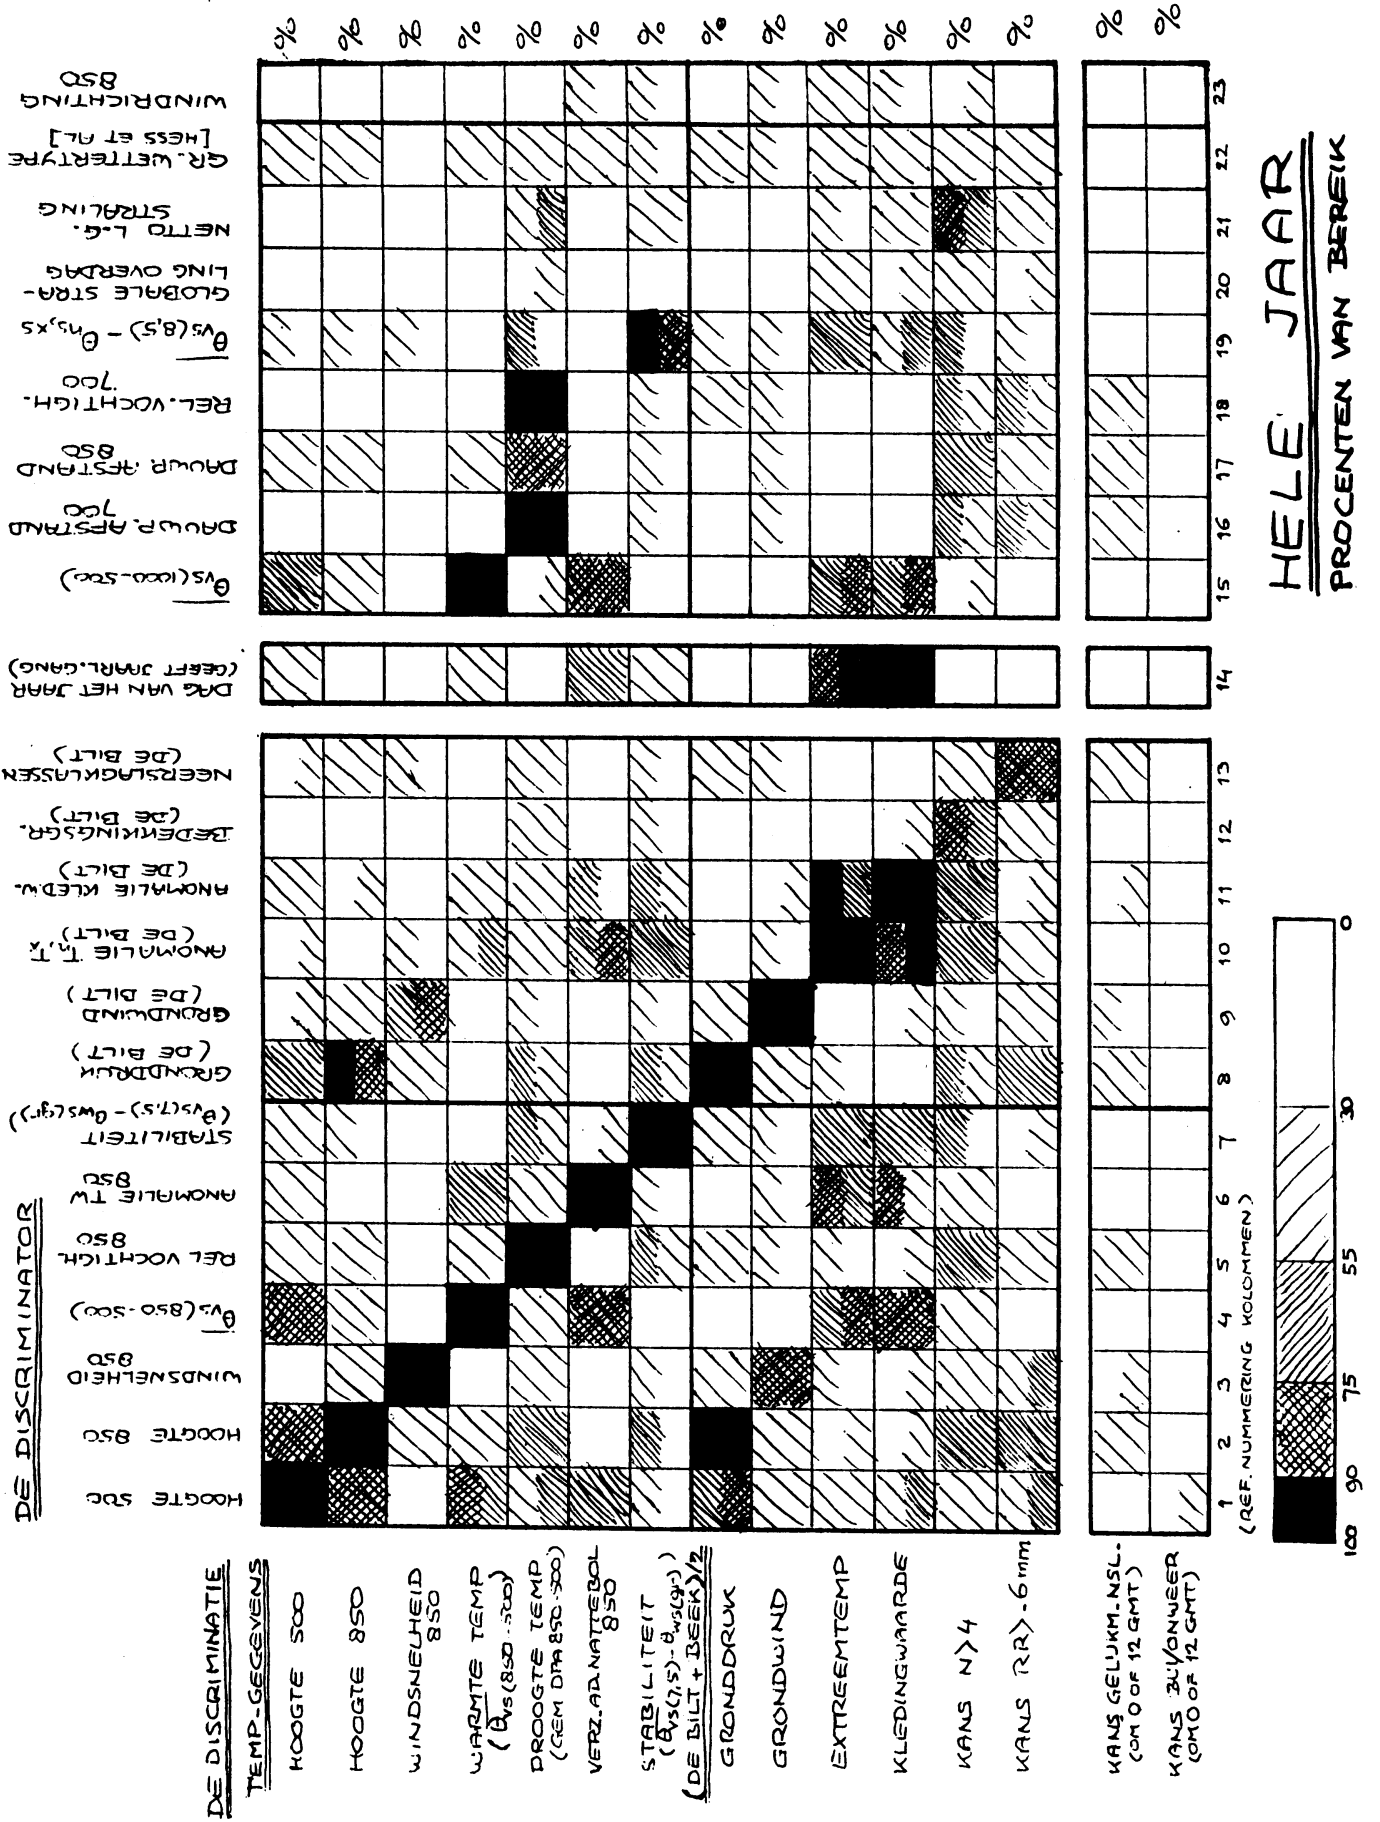 HELE JAAR
PROCENTEN VAN BEREIK
DE DISCRIMINATOR
HOOGTE 500
HOOGTE 850
WINDSNELHEID
850
θvs(850-500)
REL VOCHTIGH.
850
ANOMALIE TW
850
STABILITEIT
(θvs(7,5)-θws(gr))
GRONDDRUK
(DE BILT)
GRONDWIND
(DE BILT)
ANOMALIE Tn,Tx
(DE BILT)
ANOMALIE KLEDW.
(DE BILT)
BEDEKKINGSGR.
(DE BILT)
NEERSLAGKLASSEN
(DE BILT)
DAG VAN HET JAAR
(GEEFT JAARL.GANG)
θvs(1000-500)
DAUWP. AFSTAND
700
DAUWP. AFSTAND
850
REL.VOCHTIGH.
700
θvs(8,5)-θns,xs
GLOBALE STRA-
LING OVERDAG
NETTO L.G.
STRALING
GR.WETTERTYPE
[HESS ET AL]
WINDRICHTING
850
DE DISCRIMINATIE
TEMP-GEGEVENS
HOOGTE 500 %
HOOGTE 850 %
WINDSNELHEID %
850
WARMTE TEMP %
(θvs(850-500))
DROOGTE TEMP %
(GEM DPA 850-500)
VERZ.AD.NATTEBOL %
850
STABILITEIT %
(θvs(7,5)-θws(gr))
(DE BILT + BEEK)/2
GRONDDRUK %
GRONDWIND %
EXTREEMTEMP %
KLEDINGWAARDE %
KANS N>4 %
KANS RR>.6mm %
KANS GELIJKM.NSL. %
(OM 0 OF 12 GMT)
KANS BUI/ONWEER %
(OM 0 OF 12 GMT)
1 2 3 4 5 6 7 8 9 10 11 12 13 14 15 16 17 18 19 20 21 22 23
(REF. NUMMERING KOLOMMEN)
100 90 75 55 30 0